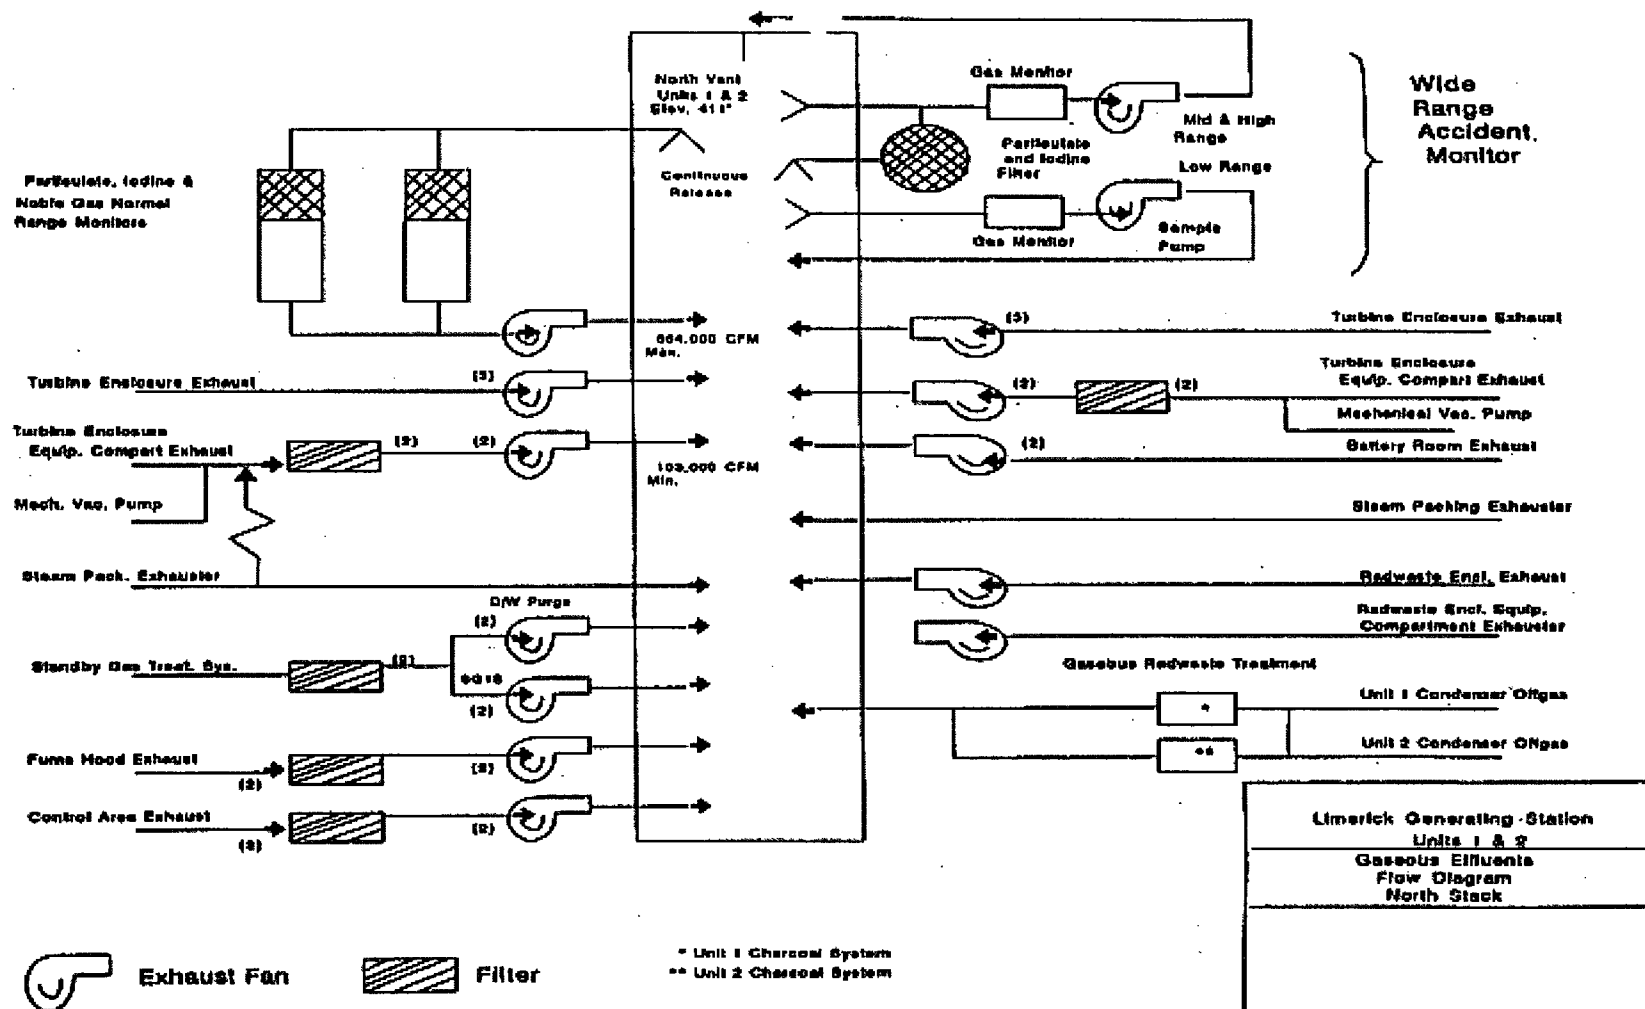 North Vent
Units 1 & 2
Elev. 411'
Gas Monitor
Mid & High
Range
Particulate
and Iodine
Filter
Low Range
Gas Monitor
Sample
Pump
Wide
Range
Accident.
Monitor
Particulate, Iodine &
Noble Gas Normal
Range Monitors
Continuous
Release
664,000 CFM
Max.
Turbine Enclosure Exhaust
(3)
Turbine Enclosure
Equip. Compart Exhaust
(2)
(2)
103,000 CFM
Min.
Mech. Vac. Pump
Steam Pack. Exhauster
D/W Purge
(2)
Standby Gas Treat. Sys.
(2)
SGTS
(2)
Fume Hood Exhaust
(2)
(2)
Control Area Exhaust
(2)
(2)
(3)
Turbine Enclosure Exhaust
Turbine Enclosure
Equip. Compart Exhaust
(2)
(2)
Mechanical Vac. Pump
(2)
Battery Room Exhaust
Steam Packing Exhauster
Radwaste Encl. Exhaust
Radwaste Encl. Equip.
Compartment Exhauster
Gaseous Radwaste Treatment
Unit 1 Condenser Offgas
*
Unit 2 Condenser Offgas
**
Limerick Generating Station
Units 1 & 2
Gaseous Effluents
Flow Diagram
North Stack
Exhaust Fan
Filter
* Unit 1 Charcoal System
** Unit 2 Charcoal System